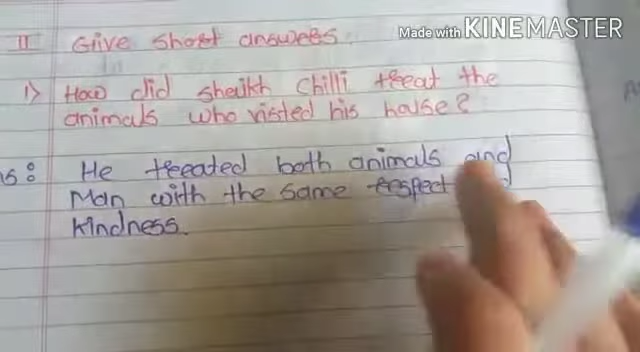 Made with KINEMASTER
II Give short answers.
1) How did sheikh chilli treat the
animals who visted his house?
s: He treated both animals and
Man with the same respect
kindness.